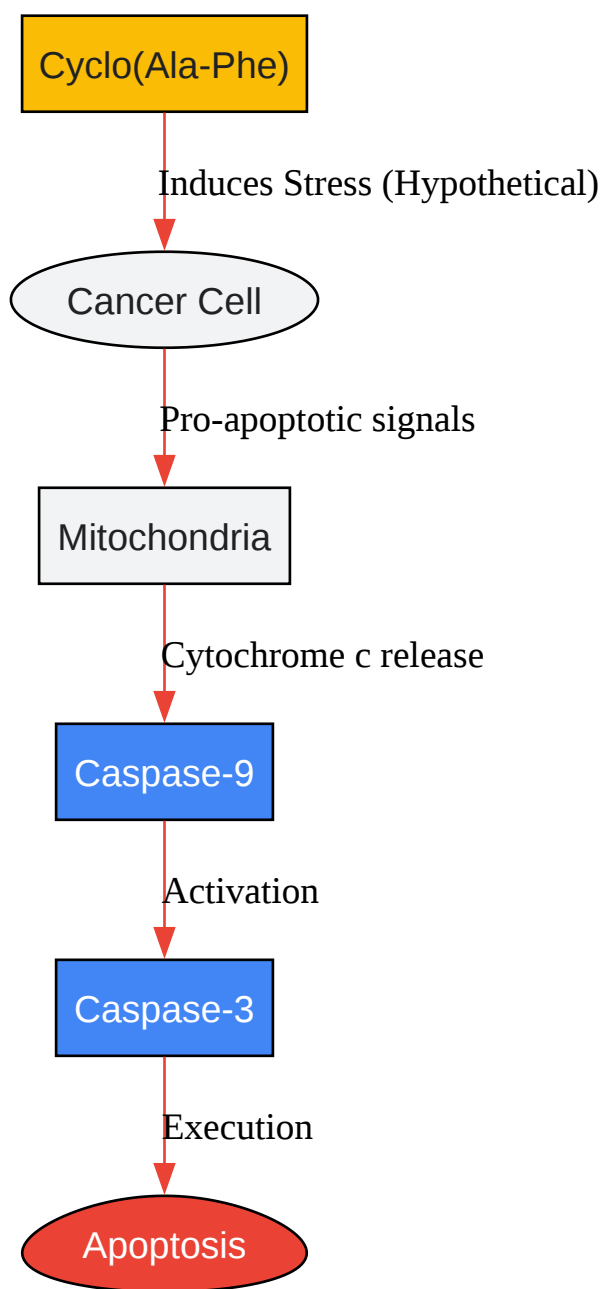 Cyclo(Ala-Phe)
Induces Stress (Hypothetical)
Cancer Cell
Pro-apoptotic signals
Mitochondria
Cytochrome c release
Caspase-9
Activation
Caspase-3
Execution
Apoptosis